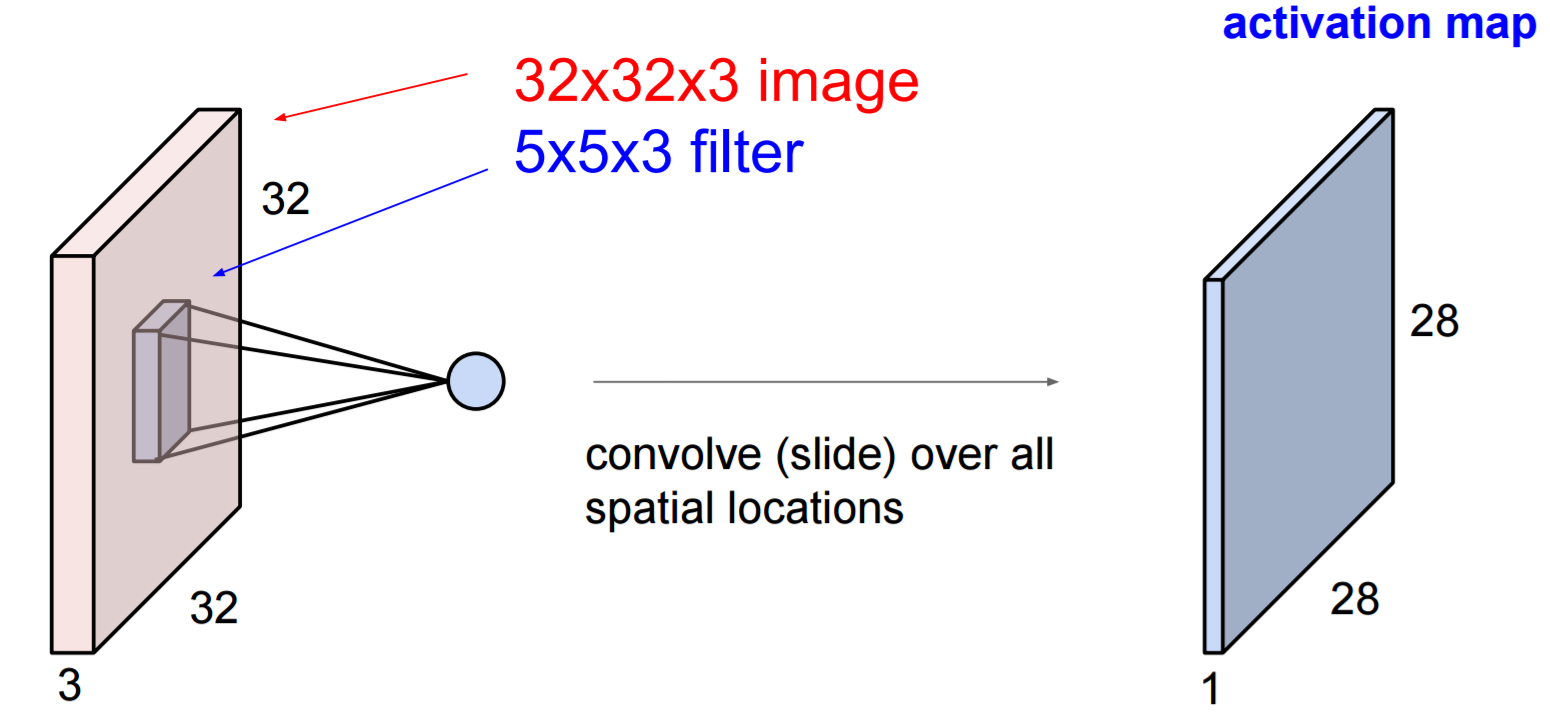 activation map
32x32x3 image
5x5x3 filter
32
28
convolve (slide) over all
spatial locations
32
28
3
1